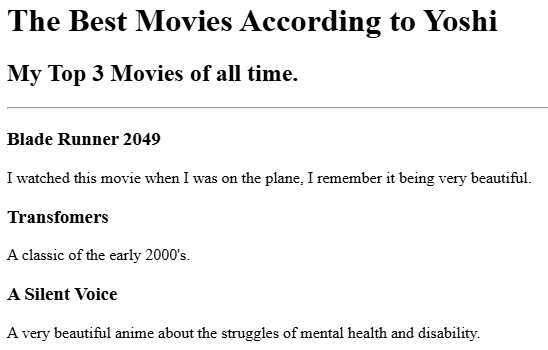 The Best Movies According to Yoshi
My Top 3 Movies of all time.
Blade Runner 2049
I watched this movie when I was on the plane, I remember it being very beautiful.
Transfomers
A classic of the early 2000's.
A Silent Voice
A very beautiful anime about the struggles of mental health and disability.